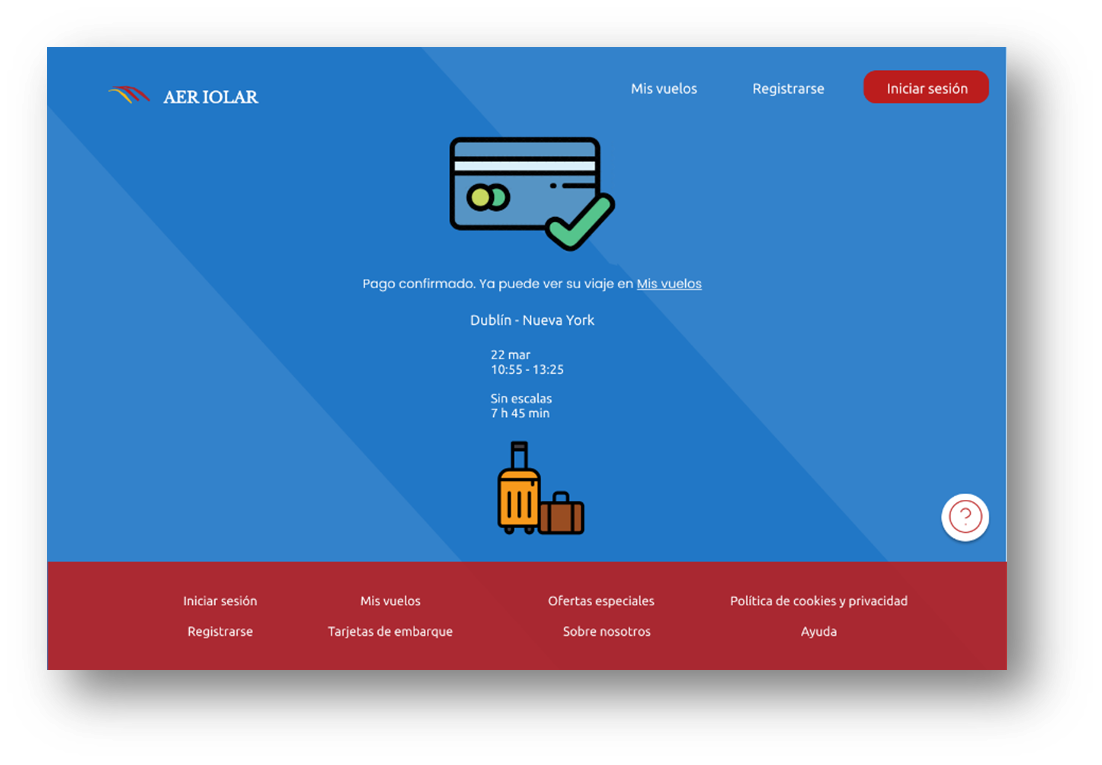 AER IOLAR
Mis vuelos
Registrarse
Iniciar sesión
Pago confirmado. Ya puede ver su viaje en Mis vuelos
Dublín - Nueva York
22 mar
10:55 - 13:25
Sin escalas
7 h 45 min
?
Iniciar sesión
Mis vuelos
Ofertas especiales
Política de cookies y privacidad
Registrarse
Tarjetas de embarque
Sobre nosotros
Ayuda